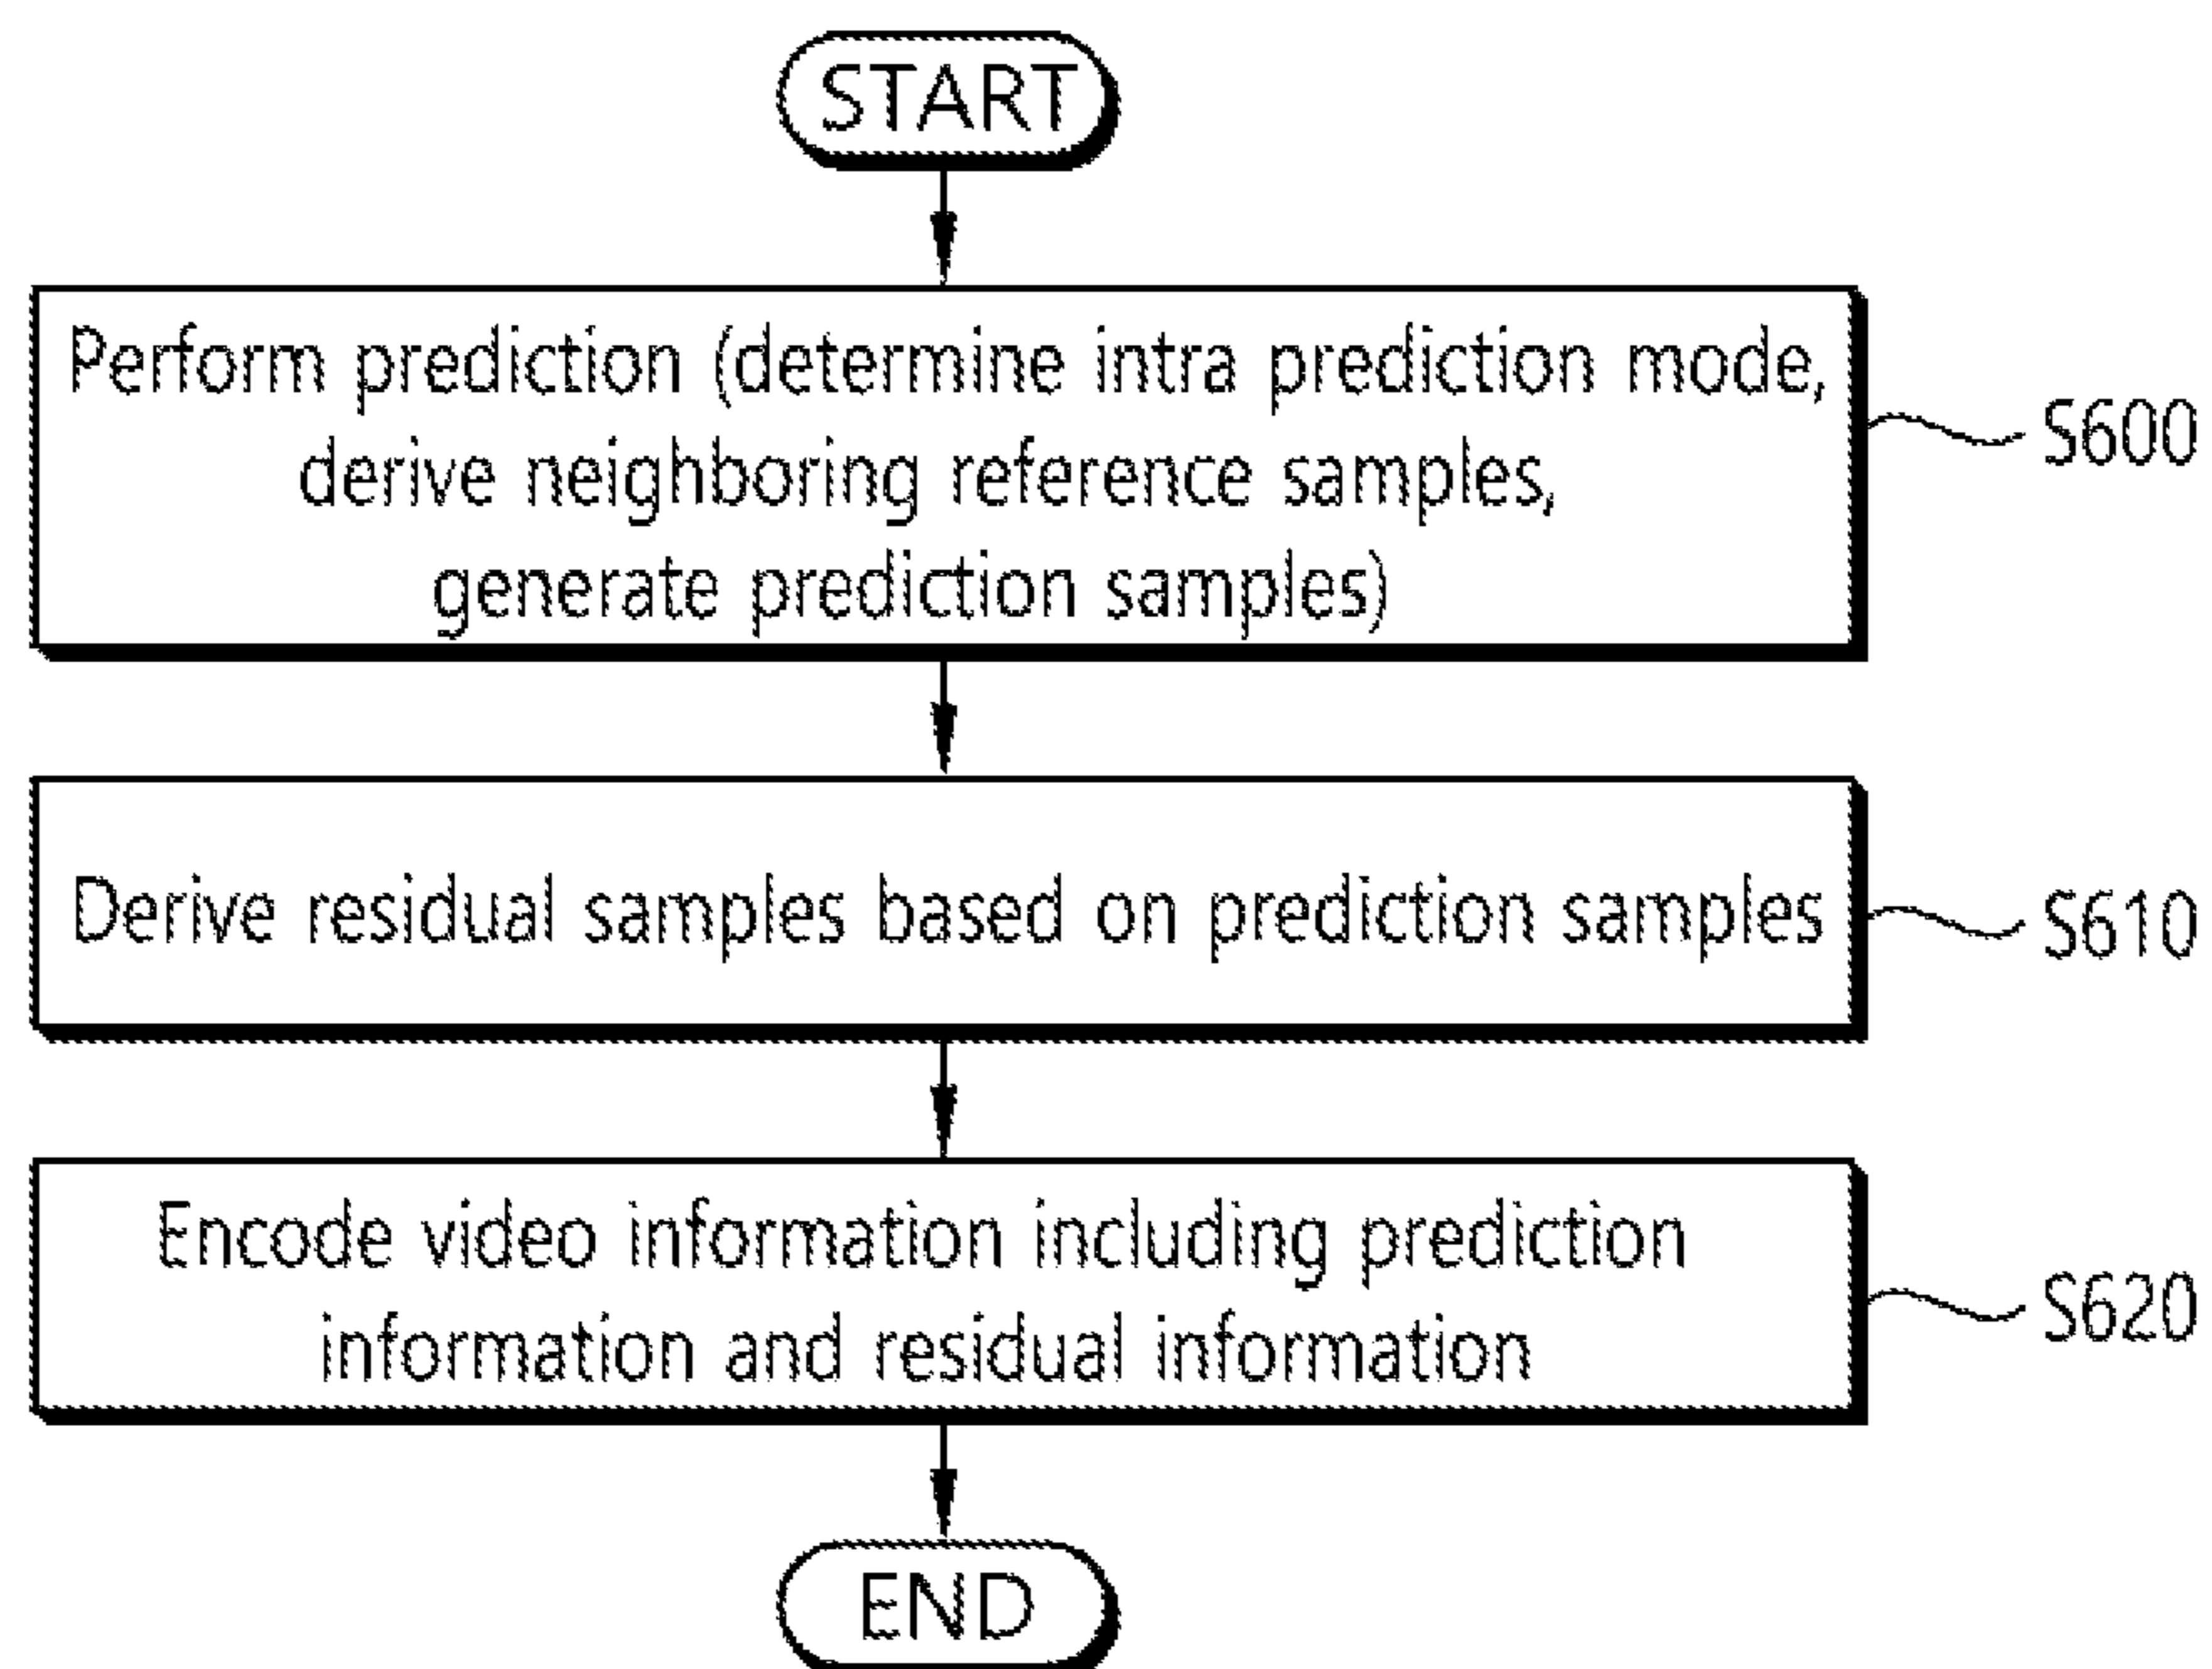 START
Perform prediction (determine intra prediction mode,
derive neighboring reference samples,
generate prediction samples)
S600
Derive residual samples based on prediction samples
S610
Encode video information including prediction
information and residual information
S620
END